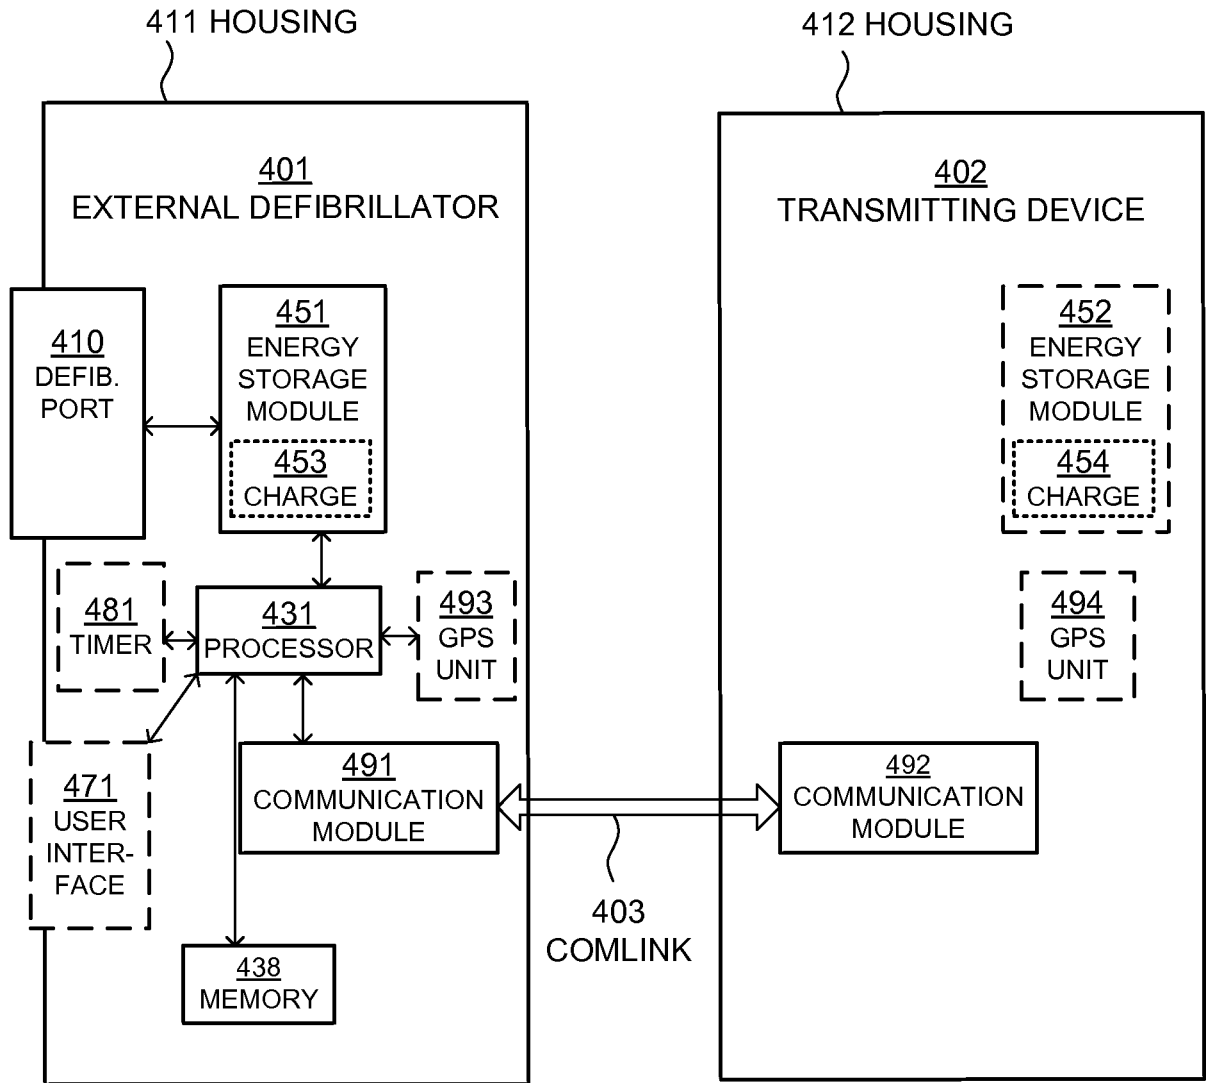 411 HOUSING
412 HOUSING
401
EXTERNAL DEFIBRILLATOR
410
DEFIB.
PORT
451
ENERGY
STORAGE
MODULE
453
CHARGE
481
TIMER
431
PROCESSOR
493
GPS
UNIT
471
USER
INTER-
FACE
491
COMMUNICATION
MODULE
438
MEMORY
403
COMLINK
402
TRANSMITTING DEVICE
452
ENERGY
STORAGE
MODULE
454
CHARGE
494
GPS
UNIT
492
COMMUNICATION
MODULE